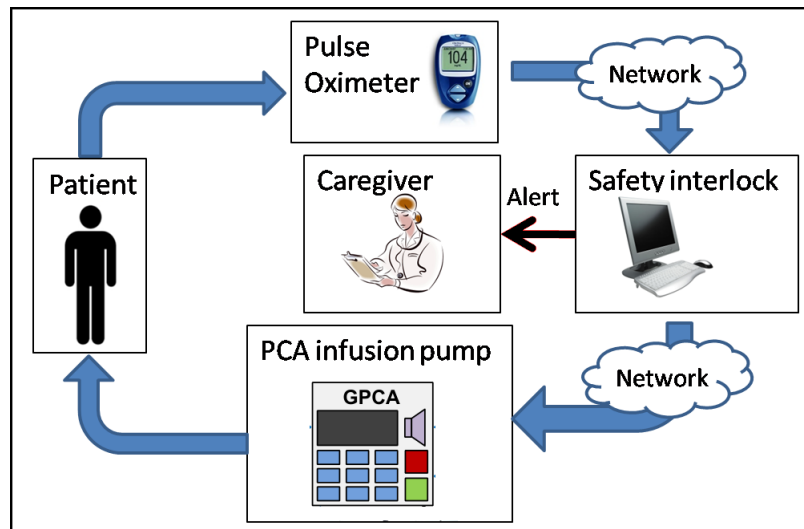 Pulse
Oximeter
104
Network
Patient
Caregiver
Alert
Safety interlock
PCA infusion pump
GPCA
Network